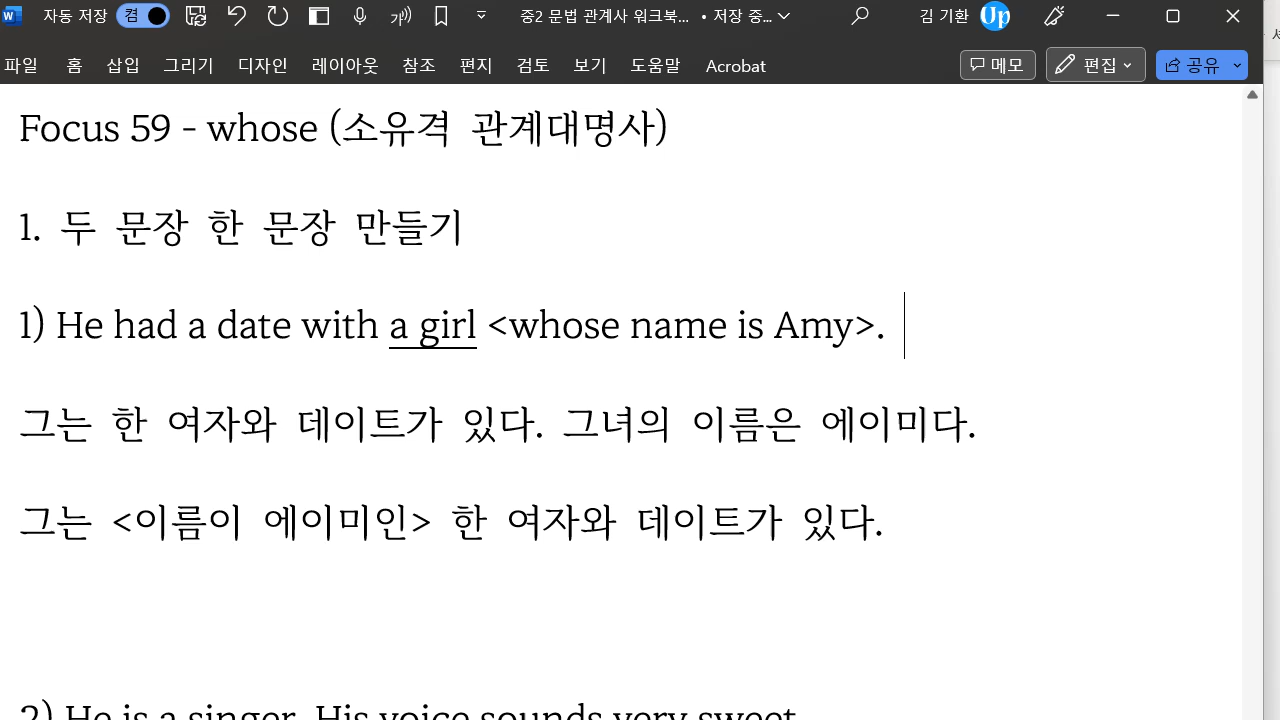 자동 저장 켬 가 중2 문법 관계사 워크북... • 저장 중... 김 기환 Up
파일 홈 삽입 그리기 디자인 레이아웃 참조 편지 검토 보기 도움말 Acrobat 메모 편집 공유
Focus 59 - whose (소유격 관계대명사)
1. 두 문장 한 문장 만들기
1) He had a date with a girl <whose name is Amy>.
그는 한 여자와 데이트가 있다. 그녀의 이름은 에이미다.
그는 <이름이 에이미인> 한 여자와 데이트가 있다.
2) He is a singer. His voice sounds very sweet.